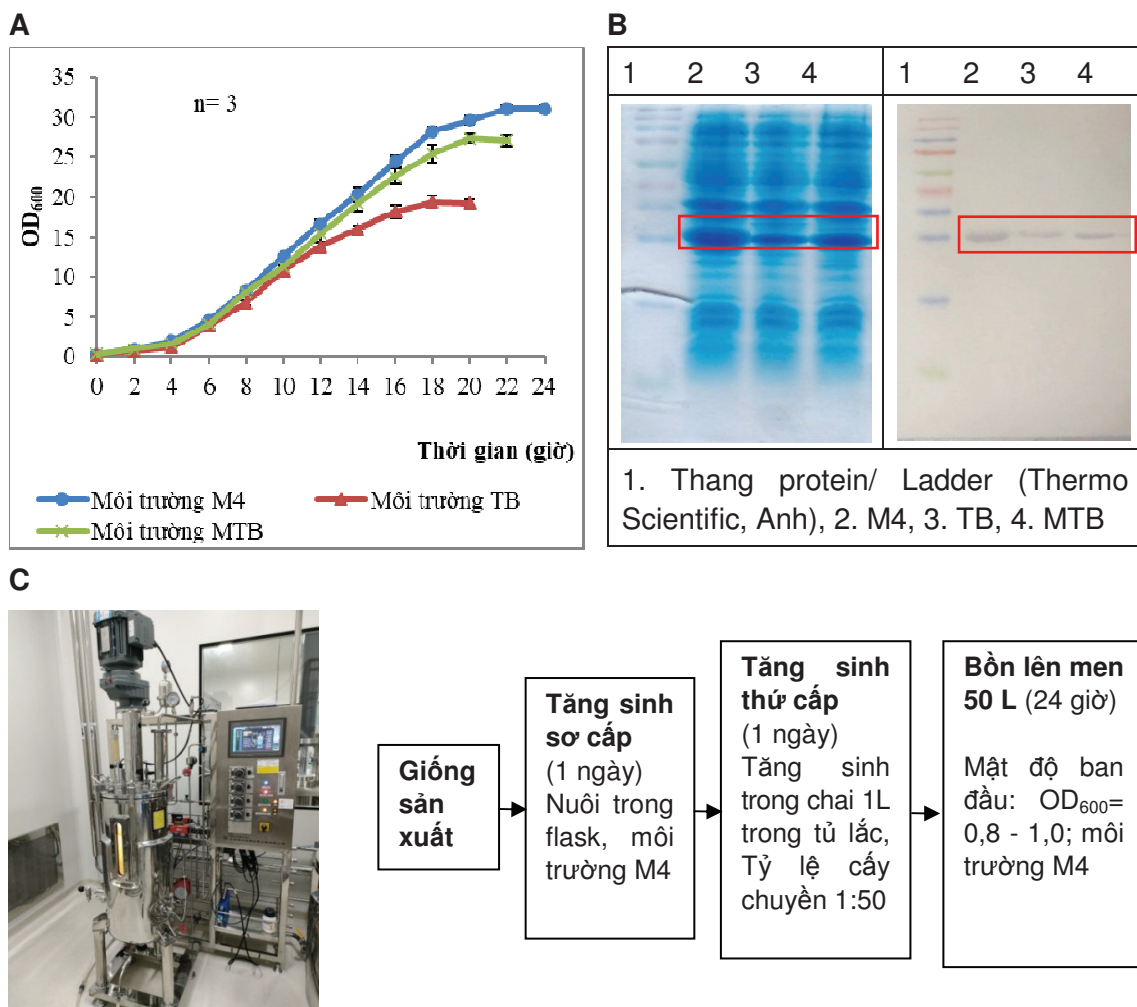 A
35
30
25
20
15
10
5
0
OD600
n= 3
0 2 4 6 8 10 12 14 16 18 20 22 24
Thời gian (giờ)
Môi trường M4
Môi trường TB
Môi trường MTB
B
1 2 3 4
1 2 3 4
1. Thang protein/ Ladder (Thermo
Scientific, Anh), 2. M4, 3. TB, 4. MTB
C
Giống
sản
xuất
Tăng sinh
sơ cấp
(1 ngày)
Nuôi trong
flask, môi
trường M4
Tăng sinh
thứ cấp
(1 ngày)
Tăng sinh
trong chai 1L
trong tủ lắc,
Tỷ lệ cấy
chuyền 1:50
Bồn lên men
50 L (24 giờ)
Mật độ ban
đầu: OD600=
0,8 - 1,0; môi
trường M4